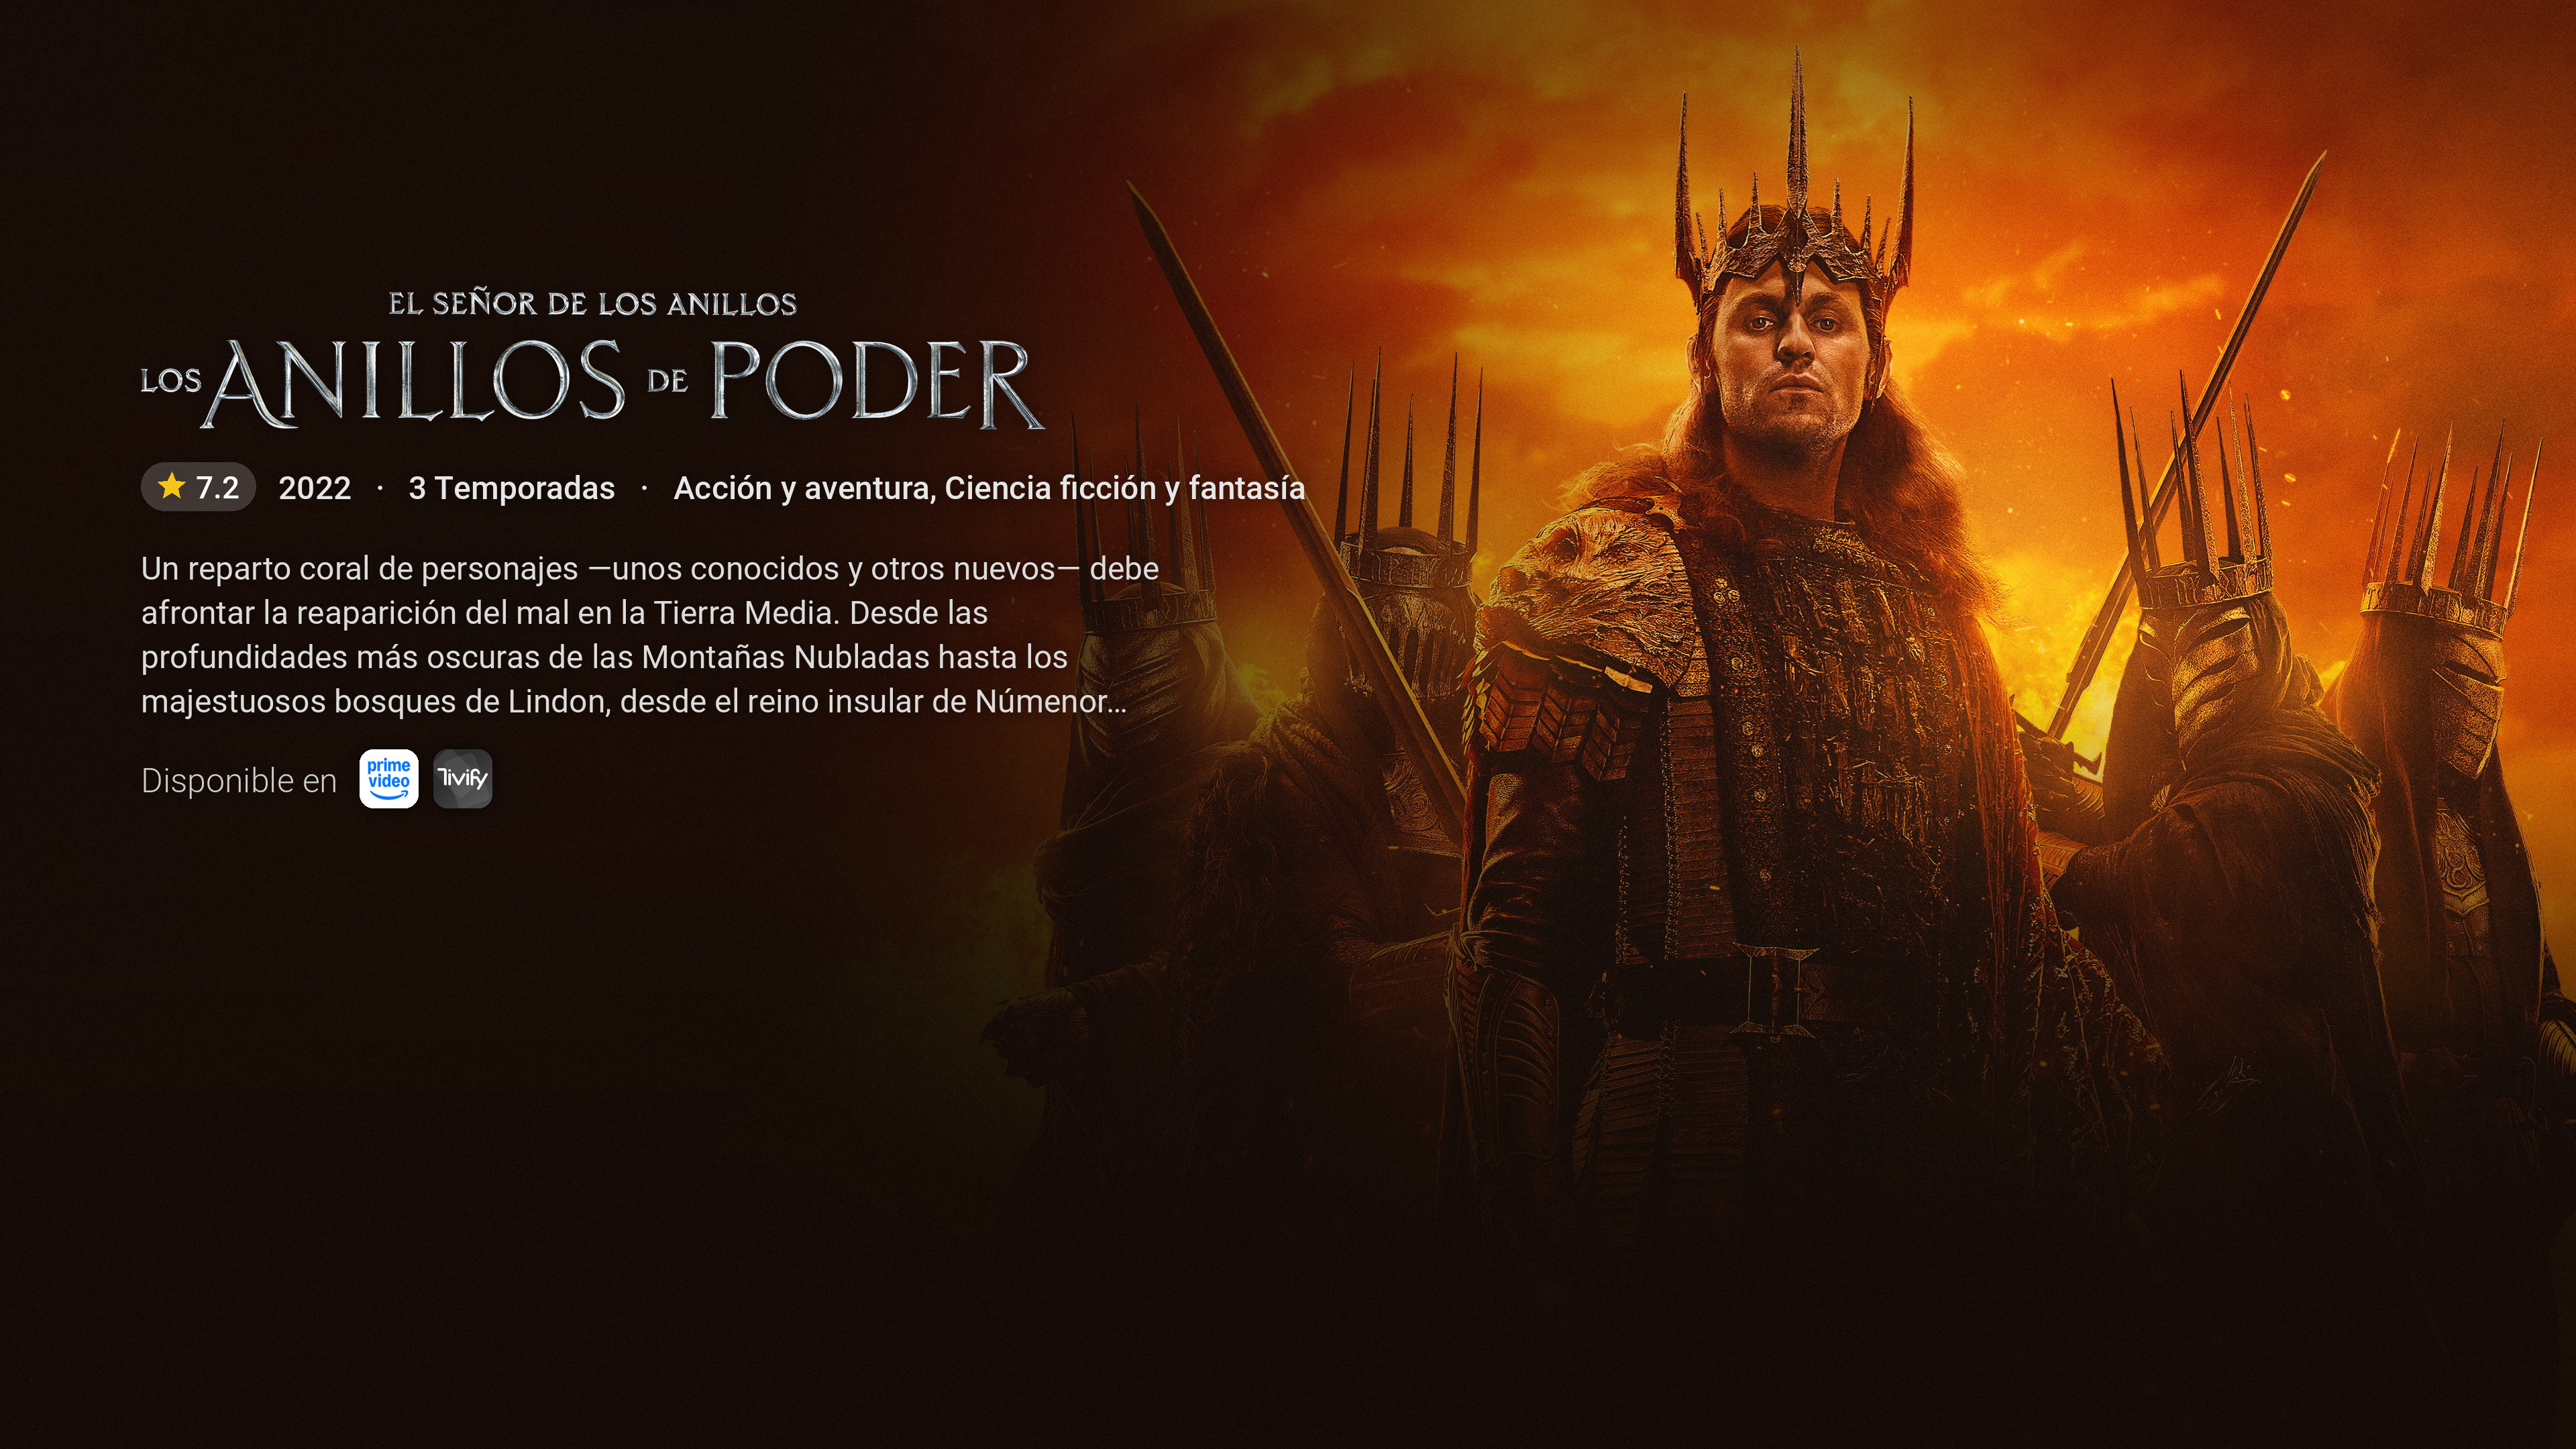 EL SEÑOR DE LOS ANILLOS
LOS ANILLOS DE PODER
7.2 2022 · 3 Temporadas · Acción y aventura, Ciencia ficción y fantasía
Un reparto coral de personajes —unos conocidos y otros nuevos— debe
afrontar la reaparición del mal en la Tierra Media. Desde las
profundidades más oscuras de las Montañas Nubladas hasta los
majestuosos bosques de Lindon, desde el reino insular de Númenor…
Disponible en prime video Tivify